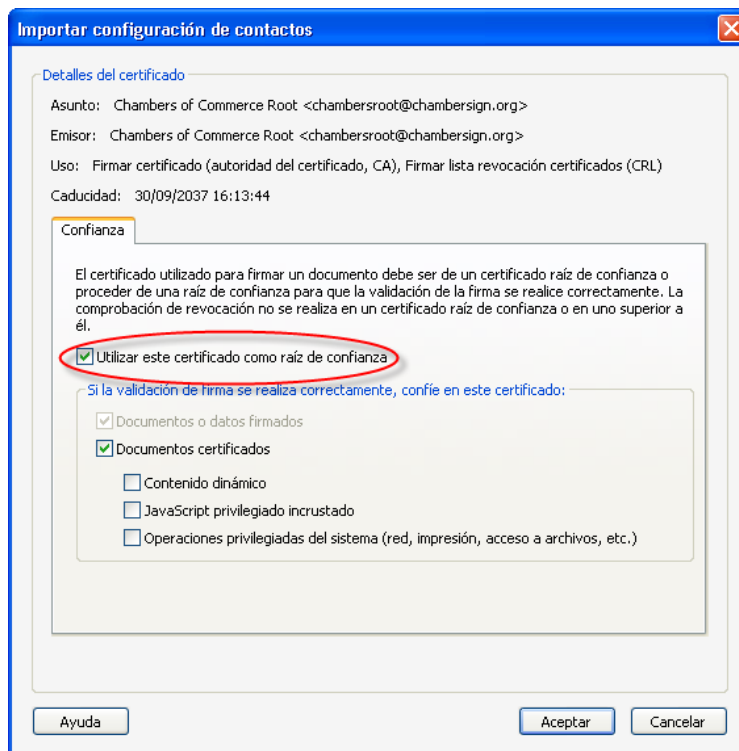 Importar configuración de contactos
Detalles del certificado
Asunto: Chambers of Commerce Root <chambersroot@chambersign.org>
Emisor: Chambers of Commerce Root <chambersroot@chambersign.org>
Uso: Firmar certificado (autoridad del certificado, CA), Firmar lista revocación certificados (CRL)
Caducidad: 30/09/2037 16:13:44
Confianza
El certificado utilizado para firmar un documento debe ser de un certificado raíz de confianza o
proceder de una raíz de confianza para que la validación de la firma se realice correctamente. La
comprobación de revocación no se realiza en un certificado raíz de confianza o en uno superior a
él.
Utilizar este certificado como raíz de confianza
Si la validación de firma se realiza correctamente, confíe en este certificado:
Documentos o datos firmados
Documentos certificados
Contenido dinámico
JavaScript privilegiado incrustado
Operaciones privilegiadas del sistema (red, impresión, acceso a archivos, etc.)
Ayuda
Aceptar
Cancelar